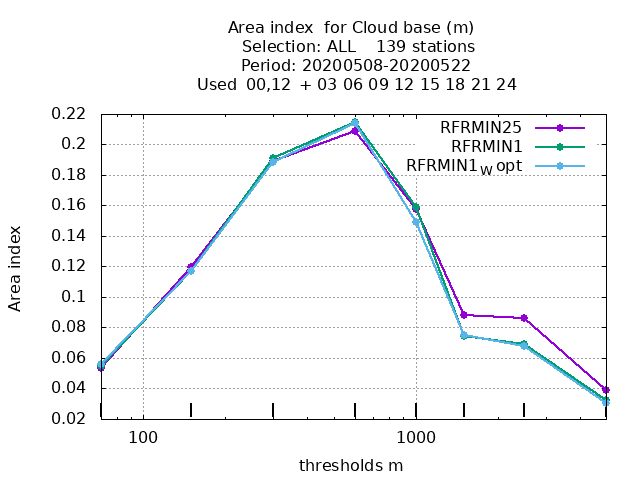 Area index for Cloud base (m)
Selection: ALL 139 stations
Period: 20200508-20200522
Used 00,12 + 03 06 09 12 15 18 21 24
RFRMIN25
RFRMIN1
RFRMIN1W opt
Area index
0.22
0.2
0.18
0.16
0.14
0.12
0.1
0.08
0.06
0.04
0.02
100
1000
thresholds m